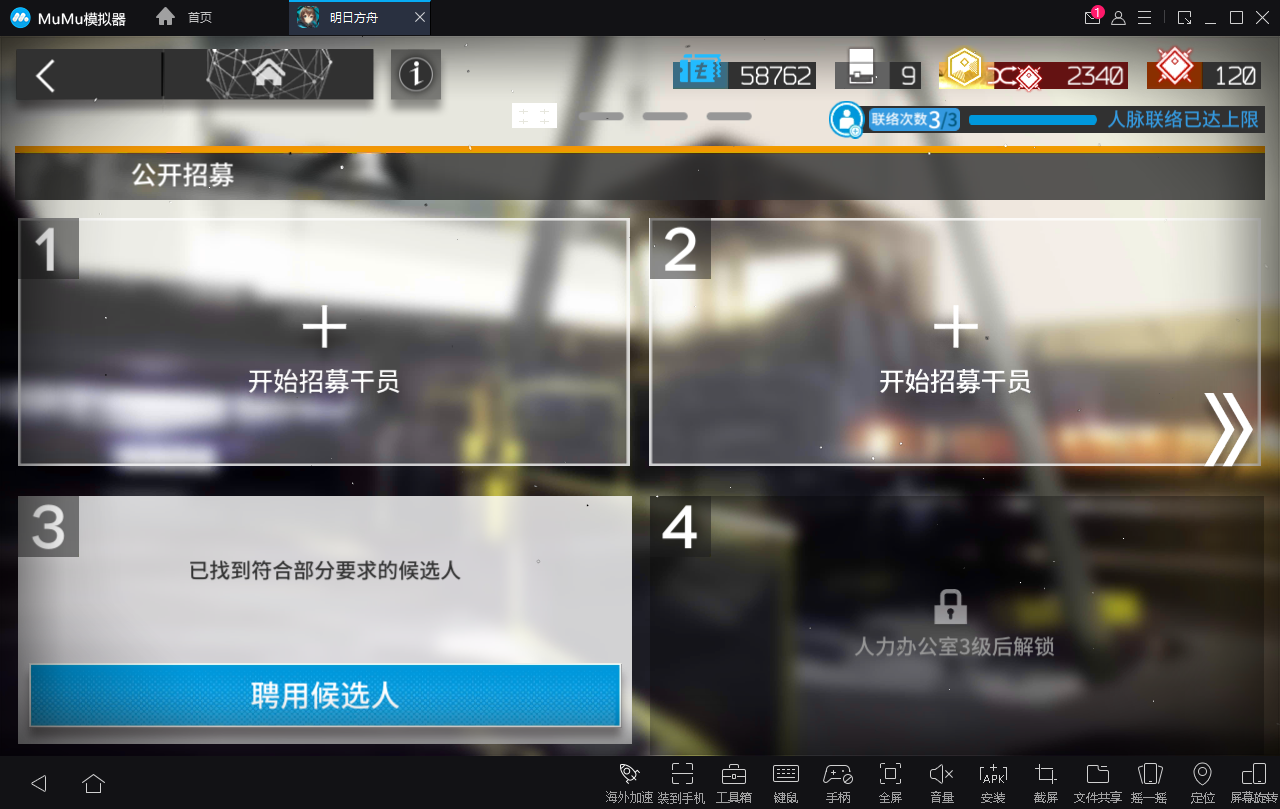 MuMu模拟器 首页 明日方舟 1
58762 9 2340 120
联络次数3/3 人脉联络已达上限
公开招募
1
开始招募干员
2
开始招募干员
3
已找到符合部分要求的候选人
聘用候选人
4
人力办公室3级后解锁
海外加速 装到手机 工具箱 键鼠 手柄 全屏 音量 APK 安装 截屏 文件共享 摇一摇 定位 屏幕旋转